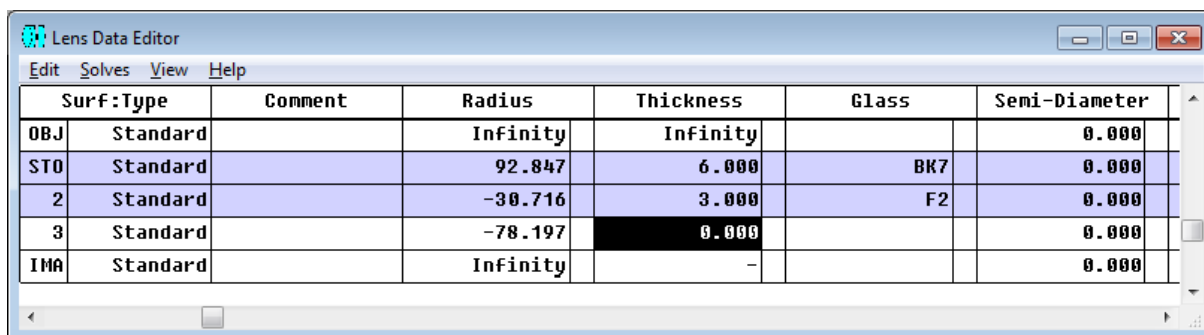 Lens Data Editor
Edit Solves View Help
Surf:Type Comment Radius Thickness Glass Semi-Diameter
OBJ Standard Infinity Infinity 0.000
STO Standard 92.847 6.000 BK7 0.000
2 Standard -30.716 3.000 F2 0.000
3 Standard -78.197 0.000 0.000
IMA Standard Infinity - 0.000